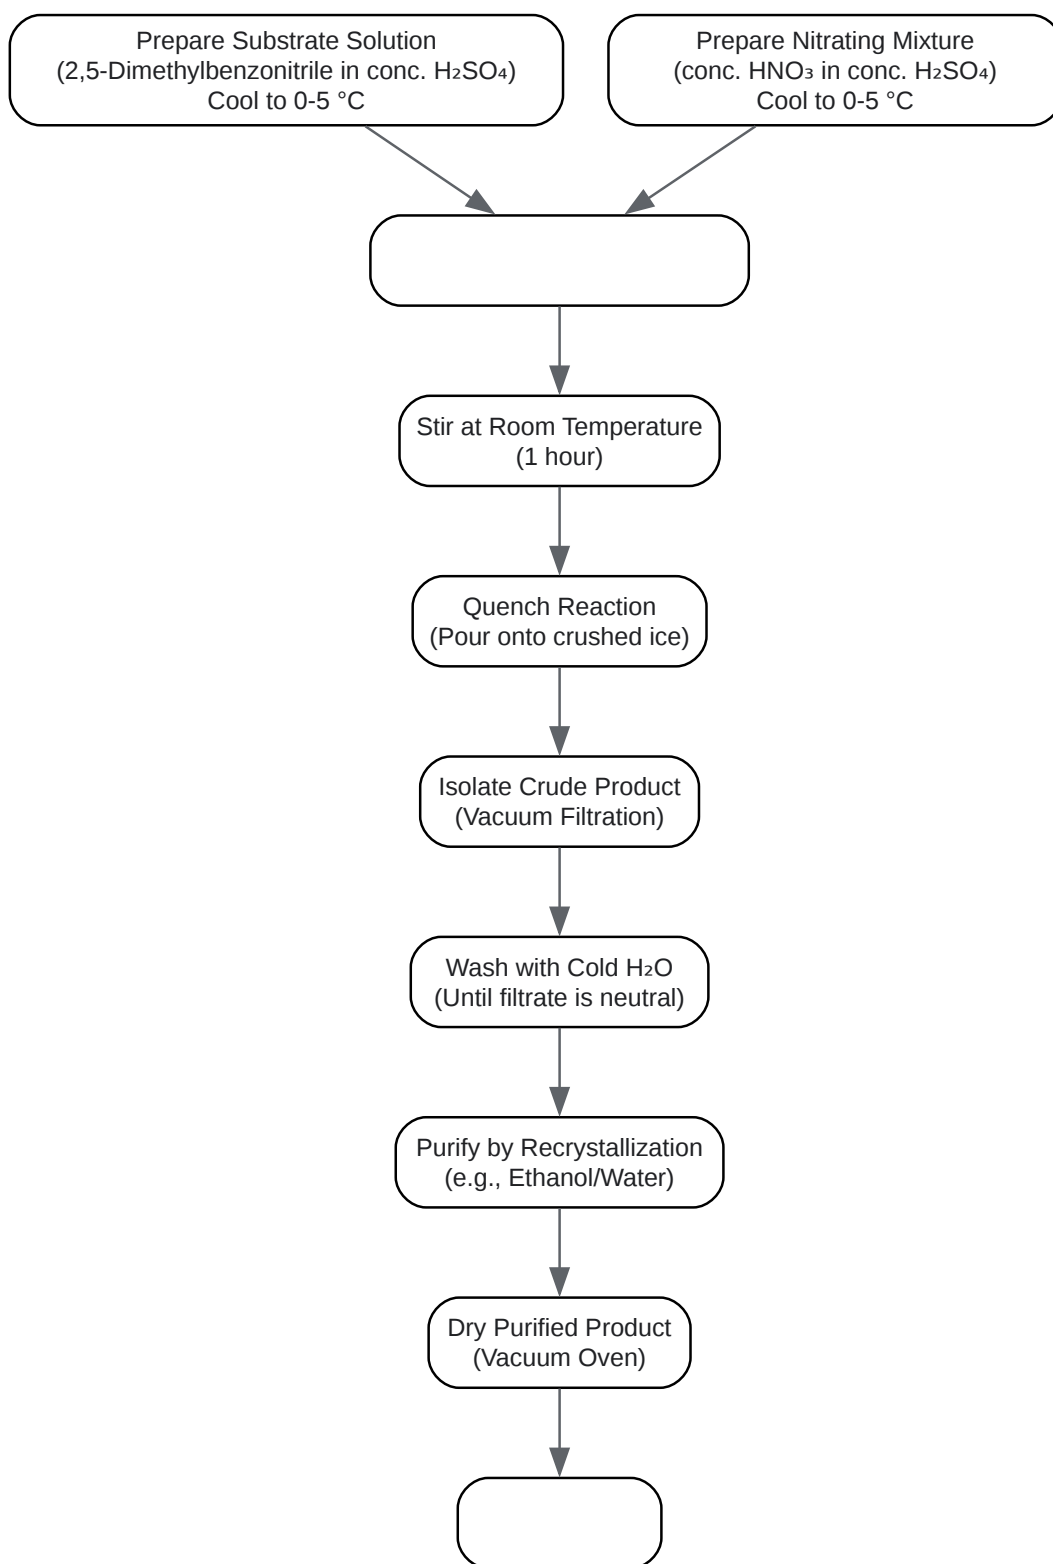 Prepare Substrate Solution
(2,5-Dimethylbenzonitrile in conc. H₂SO₄)
Cool to 0-5 °C
Prepare Nitrating Mixture
(conc. HNO₃ in conc. H₂SO₄)
Cool to 0-5 °C
Stir at Room Temperature
(1 hour)
Quench Reaction
(Pour onto crushed ice)
Isolate Crude Product
(Vacuum Filtration)
Wash with Cold H₂O
(Until filtrate is neutral)
Purify by Recrystallization
(e.g., Ethanol/Water)
Dry Purified Product
(Vacuum Oven)